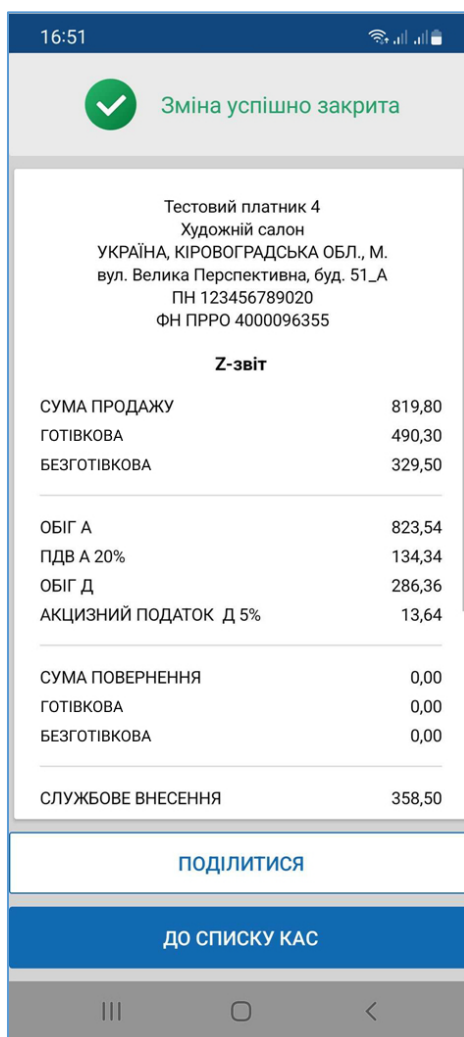 16:51
Зміна успішно закрита
Тестовий платник 4
Художній салон
УКРАЇНА, КІРОВОГРАДСЬКА ОБЛ., М.
вул. Велика Перспективна, буд. 51_А
ПН 123456789020
ФН ПРРО 4000096355
Z-звіт
СУМА ПРОДАЖУ 819,80
ГОТІВКОВА 490,30
БЕЗГОТІВКОВА 329,50
ОБІГ А 823,54
ПДВ А 20% 134,34
ОБІГ Д 286,36
АКЦИЗНИЙ ПОДАТОК Д 5% 13,64
СУМА ПОВЕРНЕННЯ 0,00
ГОТІВКОВА 0,00
БЕЗГОТІВКОВА 0,00
СЛУЖБОВЕ ВНЕСЕННЯ 358,50
ПОДІЛИТИСЯ
ДО СПИСКУ КАС